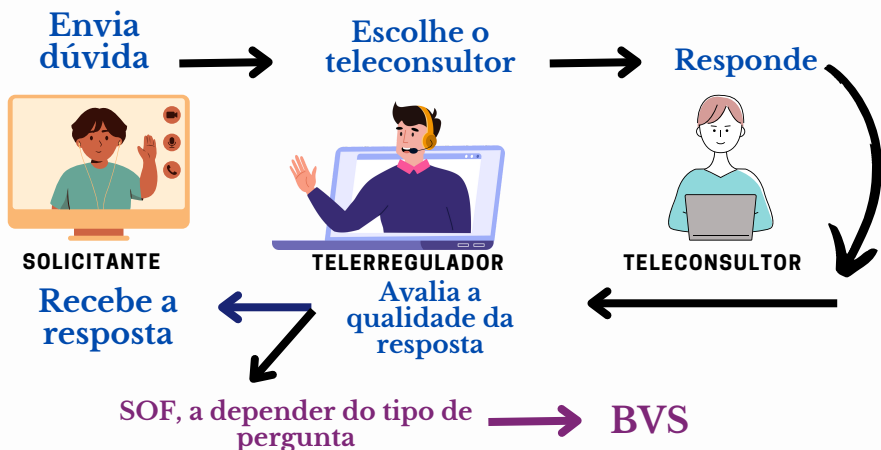 Envia
dúvida
Escolhe o
teleconsultor
Responde
SOLICITANTE
TELERREGULADOR
TELECONSULTOR
Recebe a
resposta
Avalia a
qualidade da
resposta
SOF, a depender do tipo de
pergunta
BVS